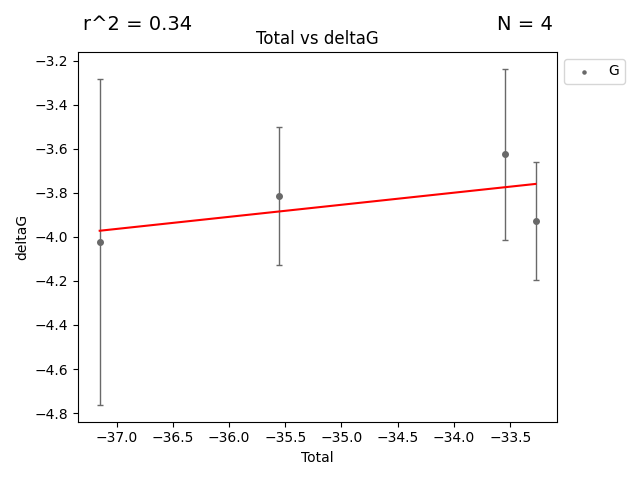 r^2 = 0.34
N = 4
Total vs deltaG
G
−3.2
−3.4
−3.6
−3.8
−4.0
−4.2
−4.4
−4.6
−4.8
deltaG
−37.0 −36.5 −36.0 −35.5 −35.0 −34.5 −34.0 −33.5
Total